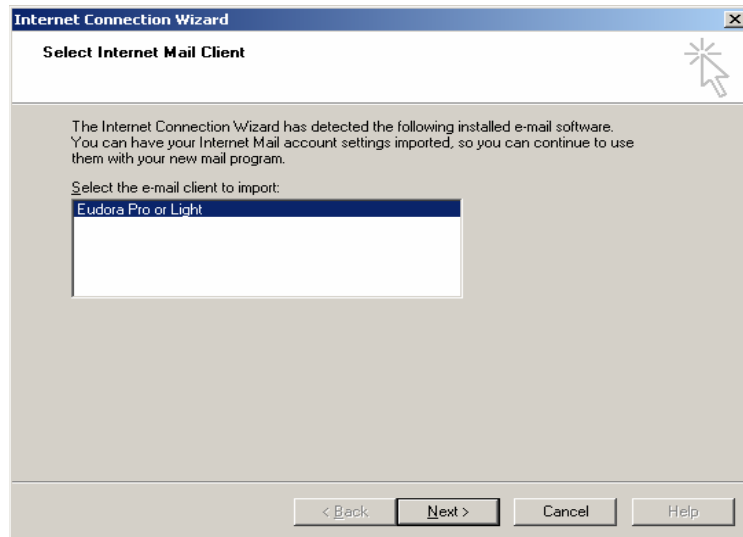 Internet Connection Wizard
Select Internet Mail Client
The Internet Connection Wizard has detected the following installed e-mail software.
You can have your Internet Mail account settings imported, so you can continue to use
them with your new mail program.
Select the e-mail client to import:
Eudora Pro or Light
< Back Next > Cancel Help